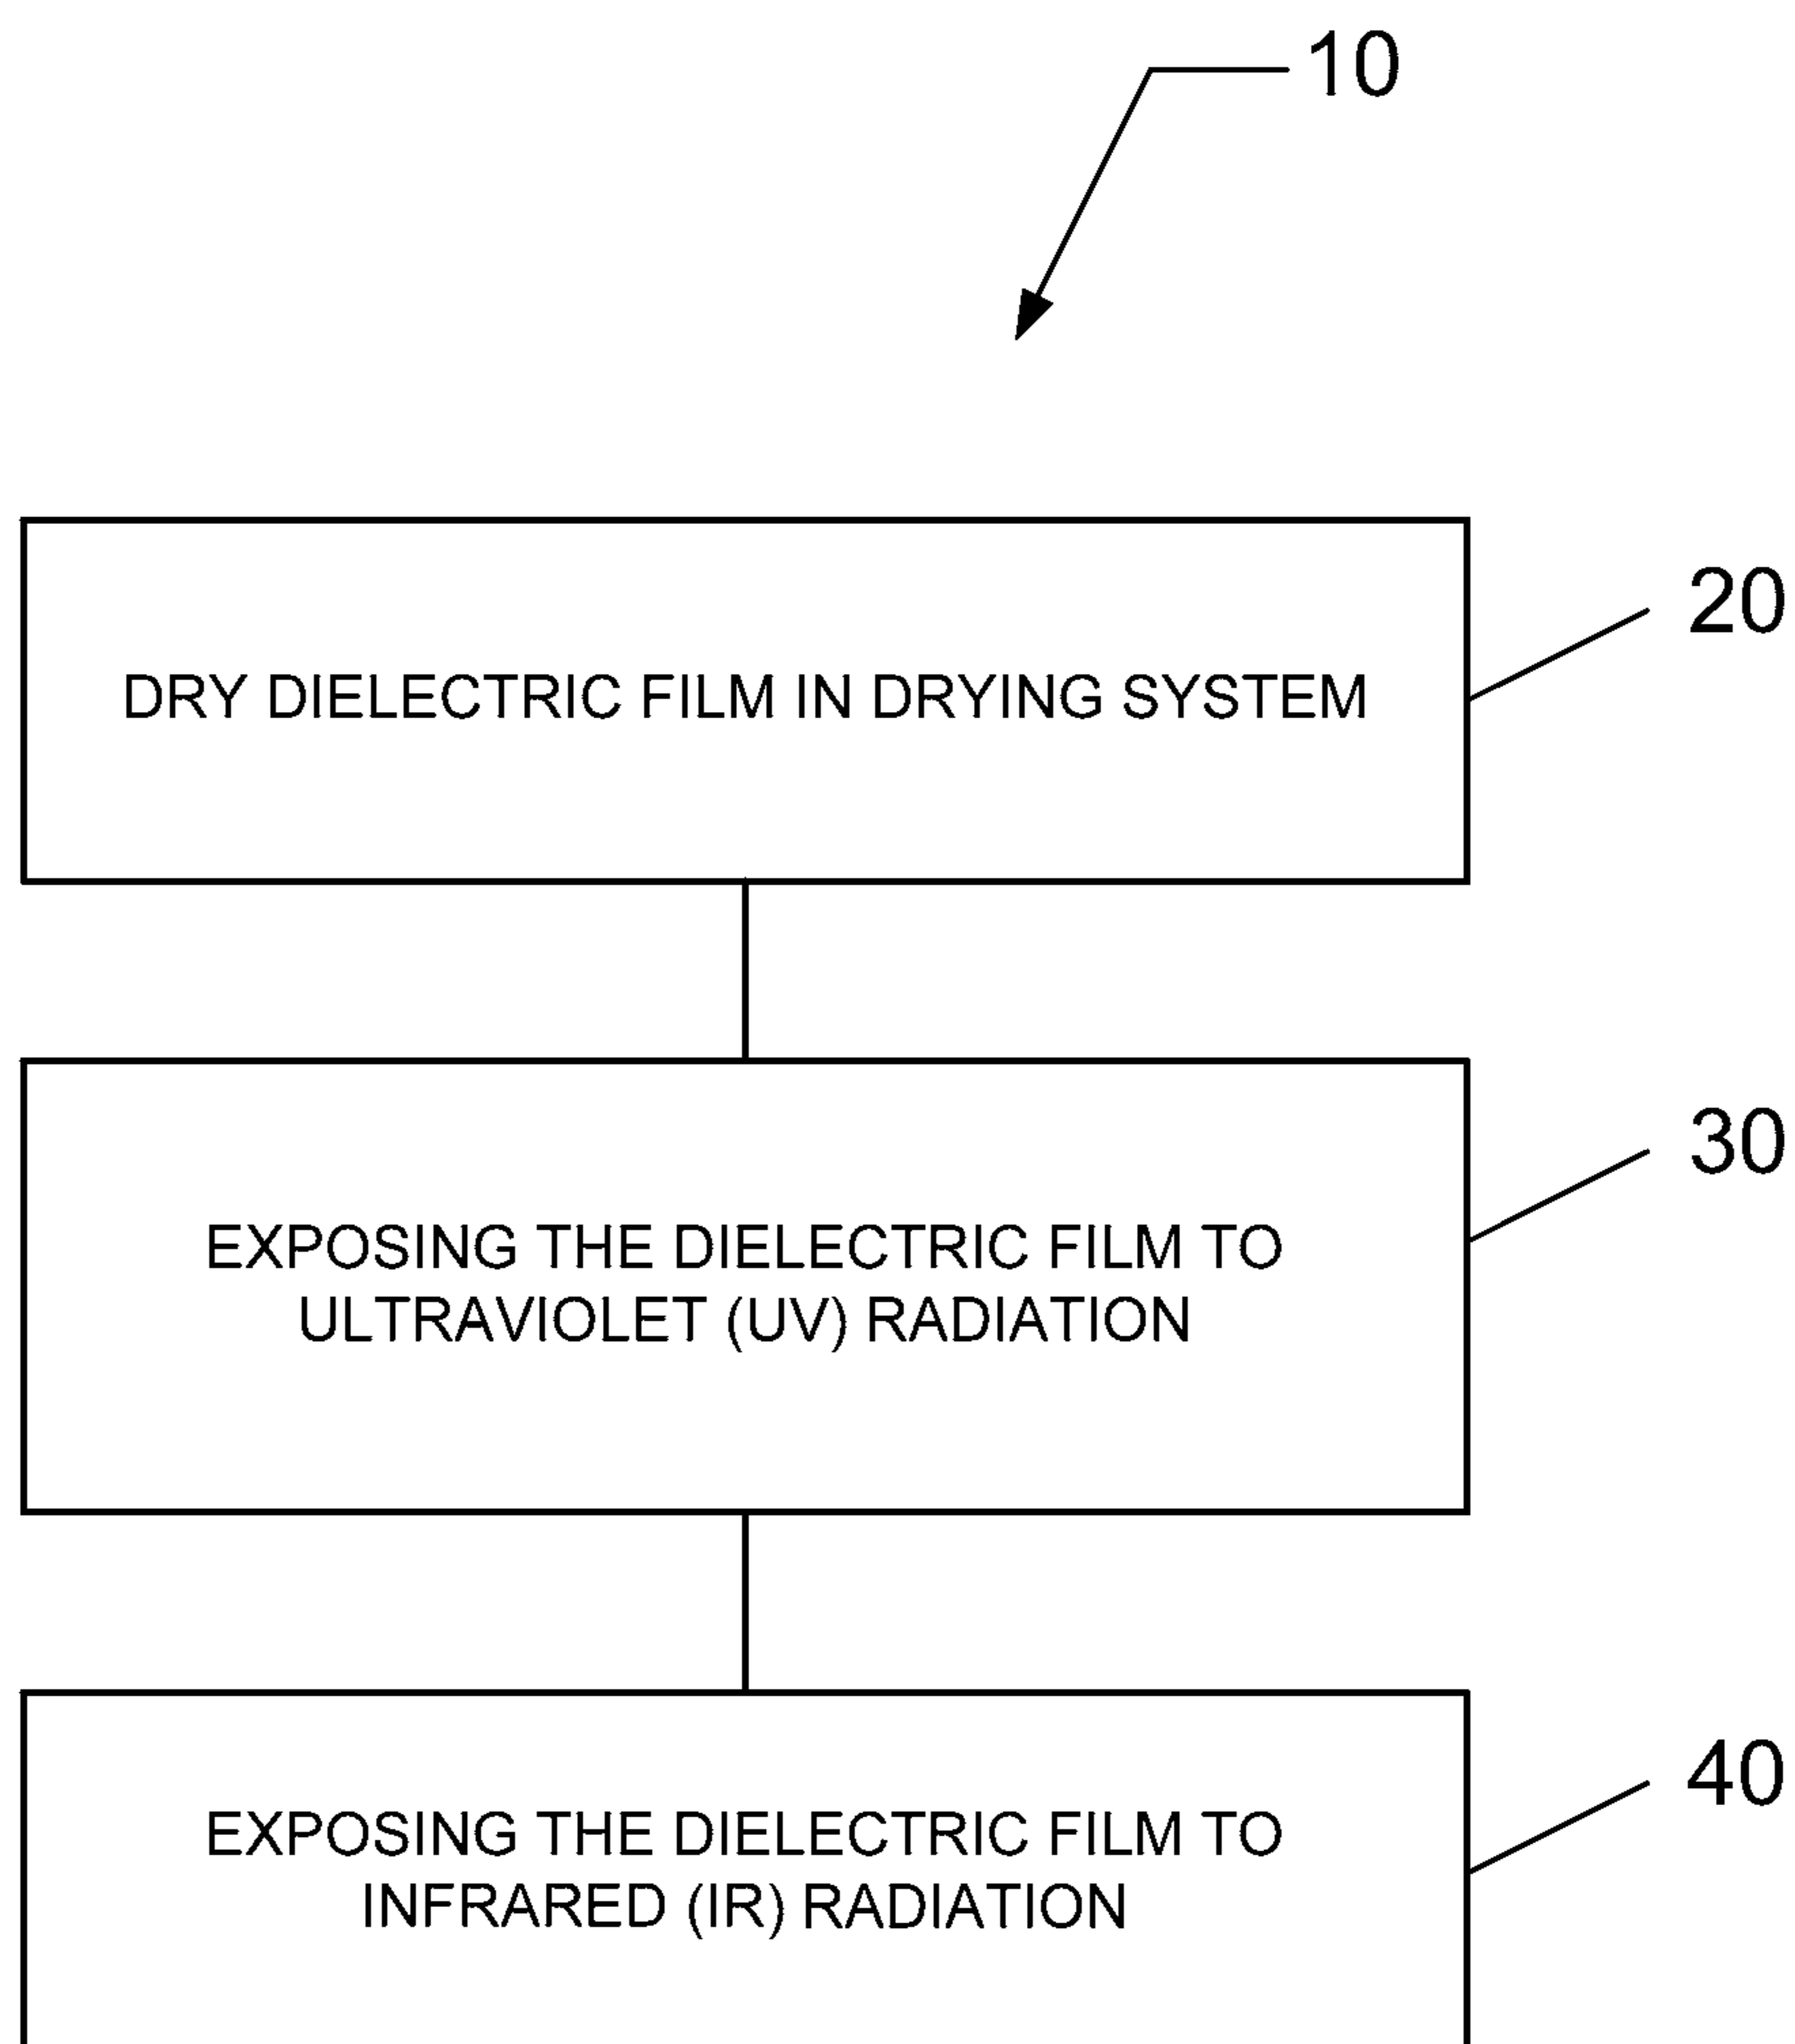 10
DRY DIELECTRIC FILM IN DRYING SYSTEM
20
EXPOSING THE DIELECTRIC FILM TO
ULTRAVIOLET (UV) RADIATION
30
EXPOSING THE DIELECTRIC FILM TO
INFRARED (IR) RADIATION
40